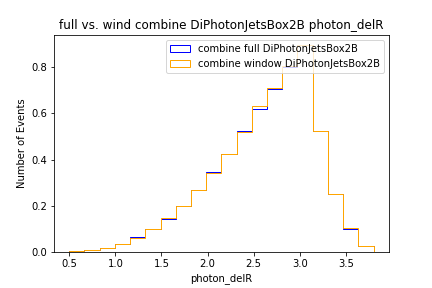 full vs. wind combine DiPhotonJetsBox2B photon_delR
combine full DiPhotonJetsBox2B
combine window DiPhotonJetsBox2B
Number of Events
0.8
0.6
0.4
0.2
0.0
0.5 1.0 1.5 2.0 2.5 3.0 3.5
photon_delR